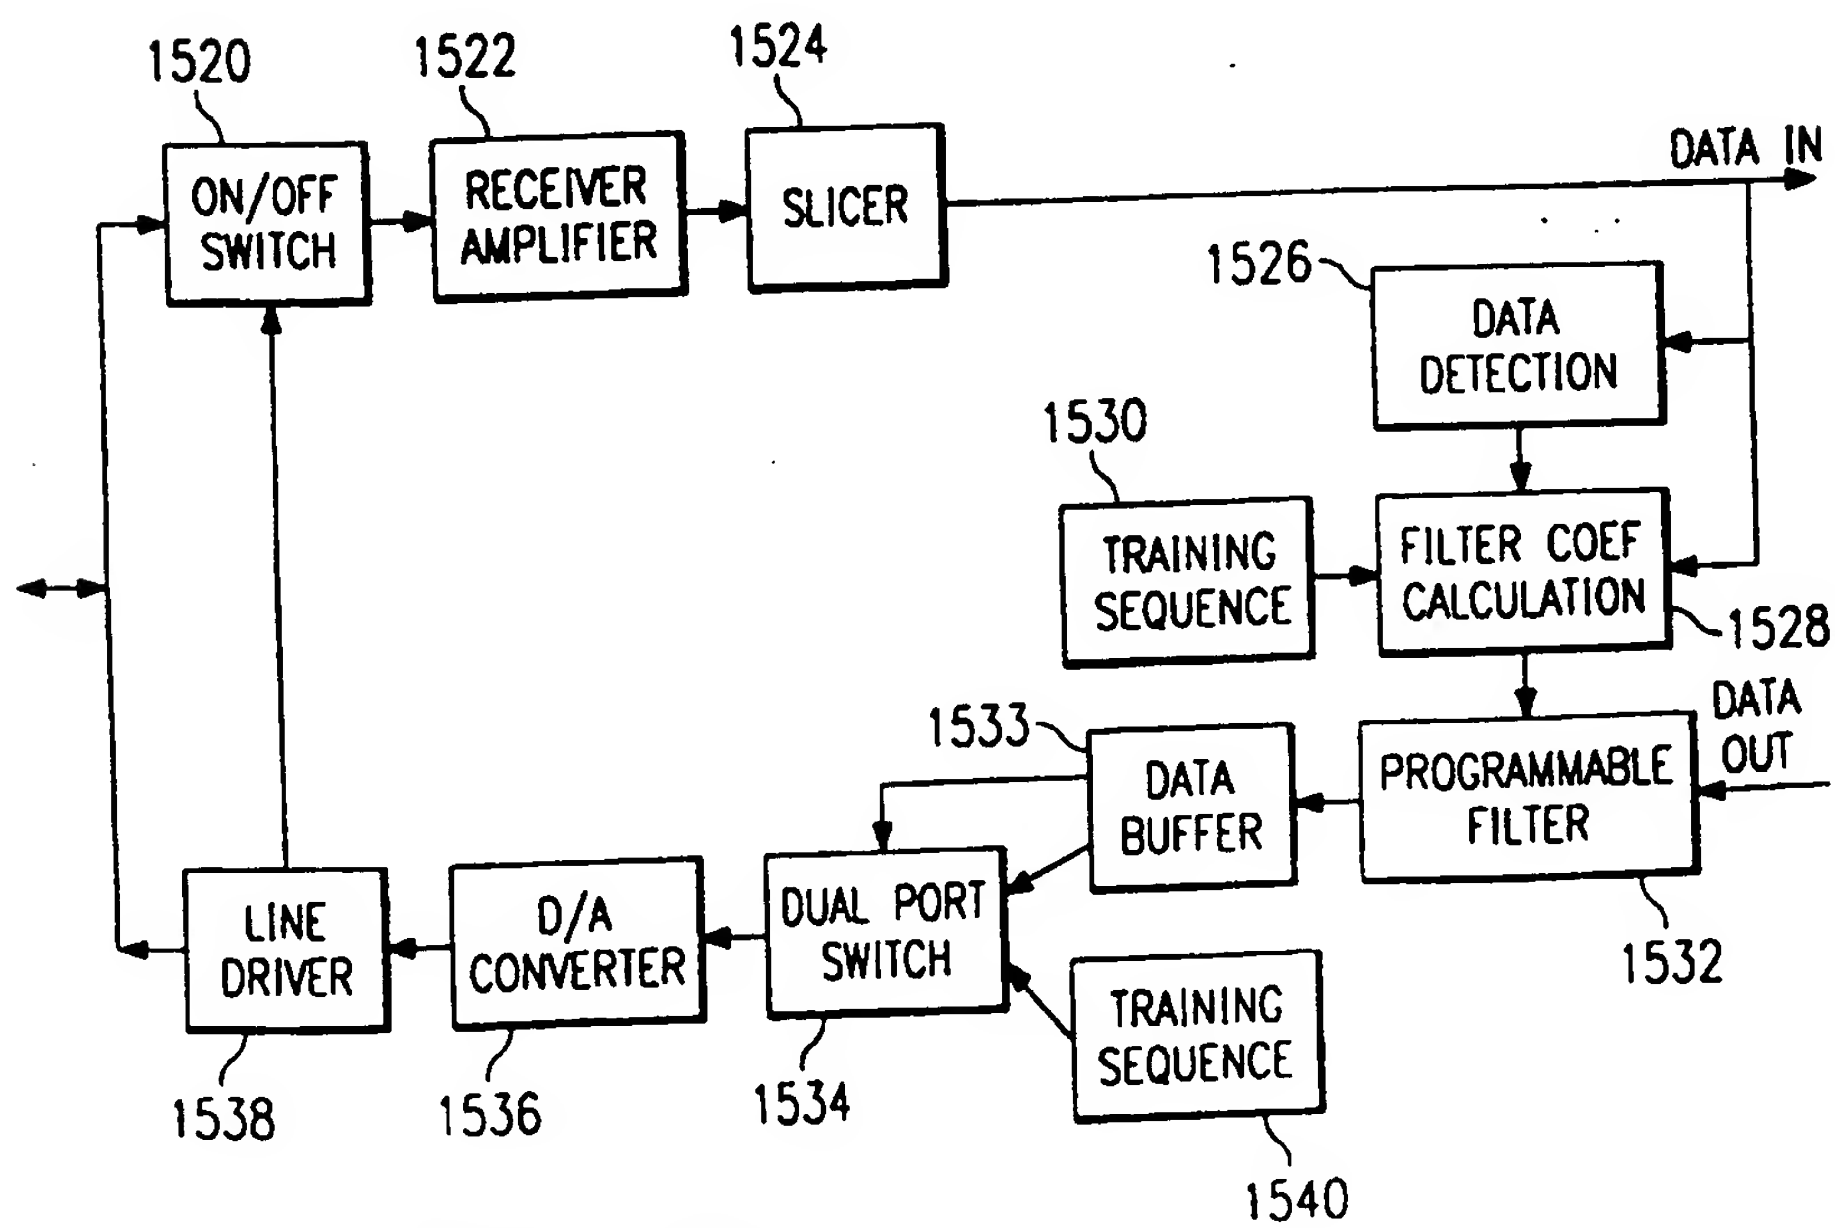 1520
1522
1524
ON/OFF
SWITCH
RECEIVER
AMPLIFIER
SLICER
DATA IN
1526
DATA
DETECTION
1530
TRAINING
SEQUENCE
FILTER COEF
CALCULATION
1528
DATA
OUT
1533
DATA
BUFFER
PROGRAMMABLE
FILTER
1532
LINE
DRIVER
D/A
CONVERTER
DUAL PORT
SWITCH
TRAINING
SEQUENCE
1538
1536
1534
1540